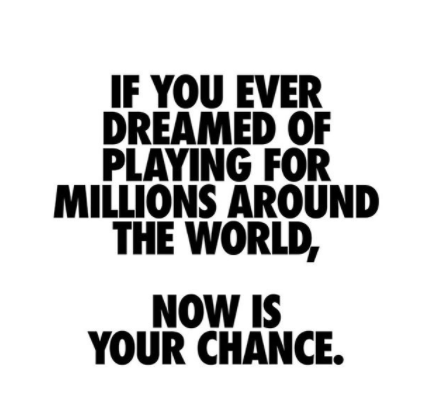 IF YOU EVER
DREAMED OF
PLAYING FOR
MILLIONS AROUND
THE WORLD,
NOW IS
YOUR CHANCE.